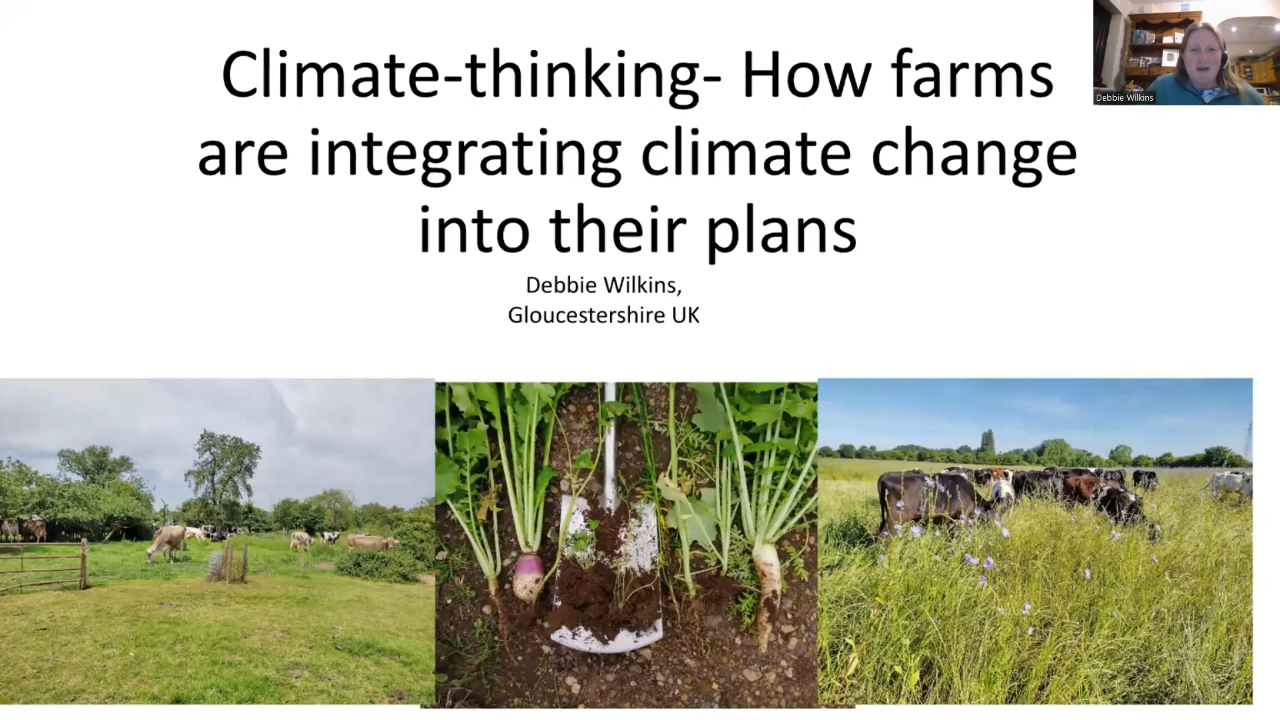 Climate-thinking- How farms
are integrating climate change
into their plans
Debbie Wilkins,
Gloucestershire UK
Debbie Wilkins